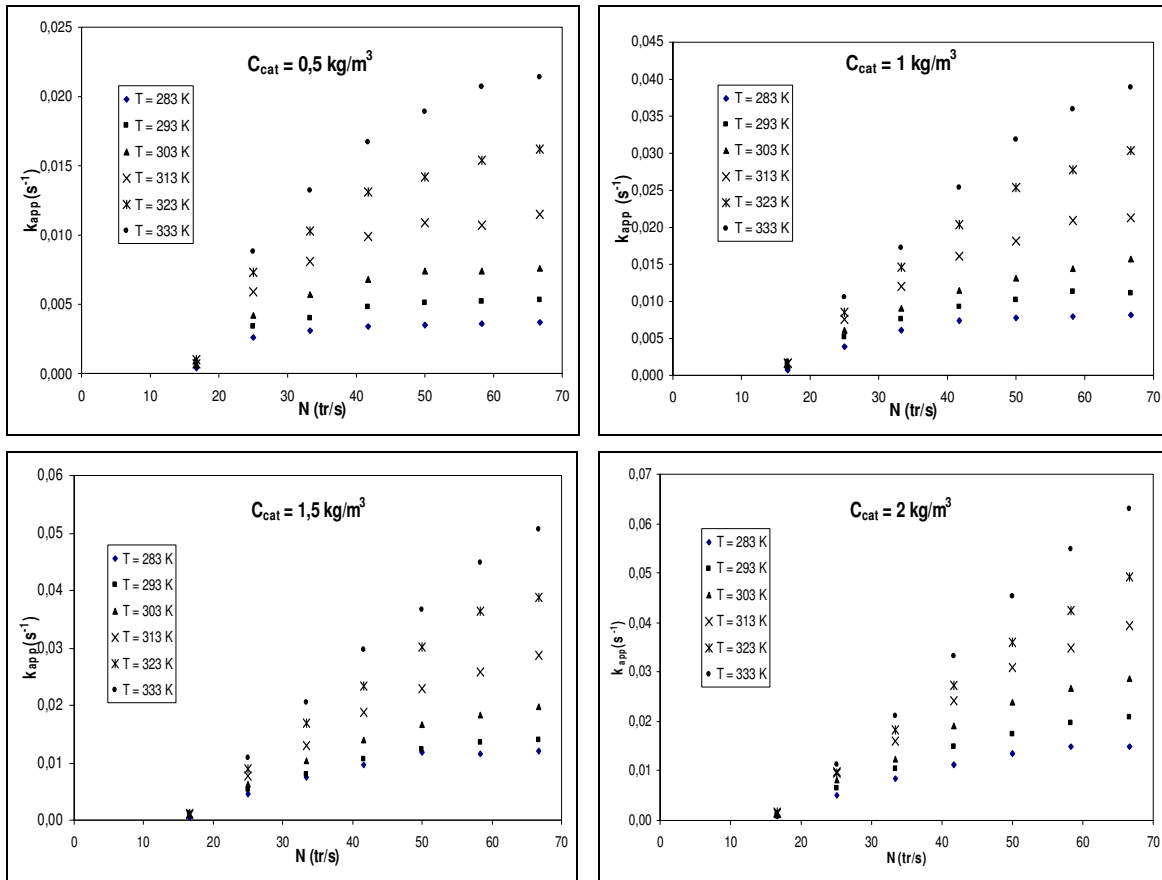 C_cat = 0,5 kg/m³
k_app (s⁻¹)
0,025
0,020
0,015
0,010
0,005
0,000
T = 283 K
T = 293 K
T = 303 K
T = 313 K
T = 323 K
T = 333 K
0 10 20 30 40 50 60 70
N (tr/s)
C_cat = 1 kg/m³
k_app (s⁻¹)
0,045
0,040
0,035
0,030
0,025
0,020
0,015
0,010
0,005
0,000
T = 283 K
T = 293 K
T = 303 K
T = 313 K
T = 323 K
T = 333 K
0 10 20 30 40 50 60 70
N (tr/s)
C_cat = 1,5 kg/m³
k_app (s⁻¹)
0,06
0,05
0,04
0,03
0,02
0,01
0,00
T = 283 K
T = 293 K
T = 303 K
T = 313 K
T = 323 K
T = 333 K
0 10 20 30 40 50 60 70
N (tr/s)
C_cat = 2 kg/m³
k_app (s⁻¹)
0,07
0,06
0,05
0,04
0,03
0,02
0,01
0,00
T = 283 K
T = 293 K
T = 303 K
T = 313 K
T = 323 K
T = 333 K
0 10 20 30 40 50 60 70
N (tr/s)